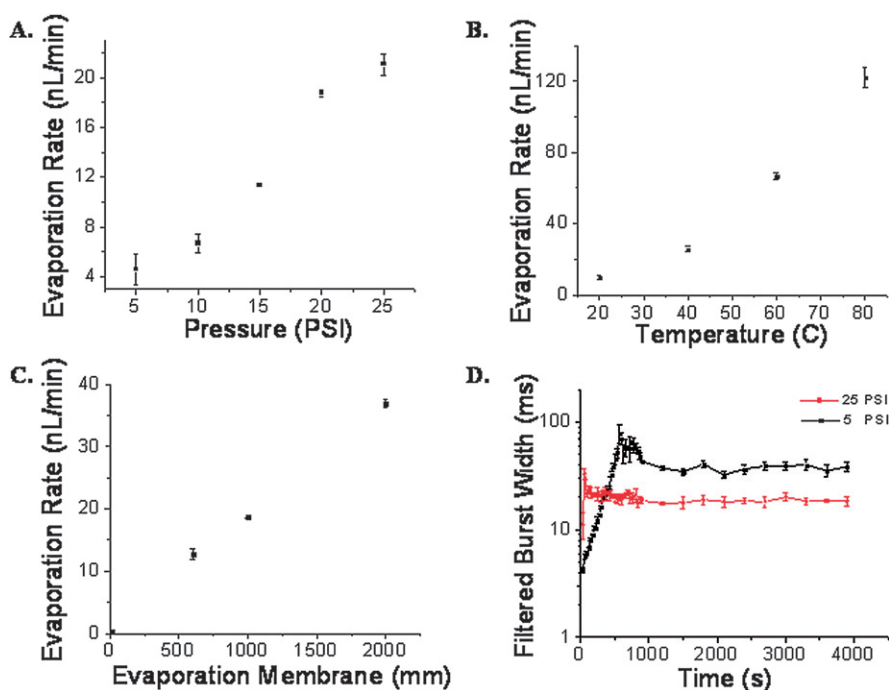 A.
Evaporation Rate (nL/min)
20
16
12
8
4
5 10 15 20 25
Pressure (PSI)
B.
Evaporation Rate (nL/min)
120
80
40
0
20 30 40 50 60 70 80
Temperature (C)
C.
Evaporation Rate (nL/min)
40
30
20
10
0
0 500 1000 1500 2000
Evaporation Membrane (mm)
D.
Filtered Burst Width (ms)
100
10
1
25 PSI
5 PSI
0 1000 2000 3000 4000
Time (s)